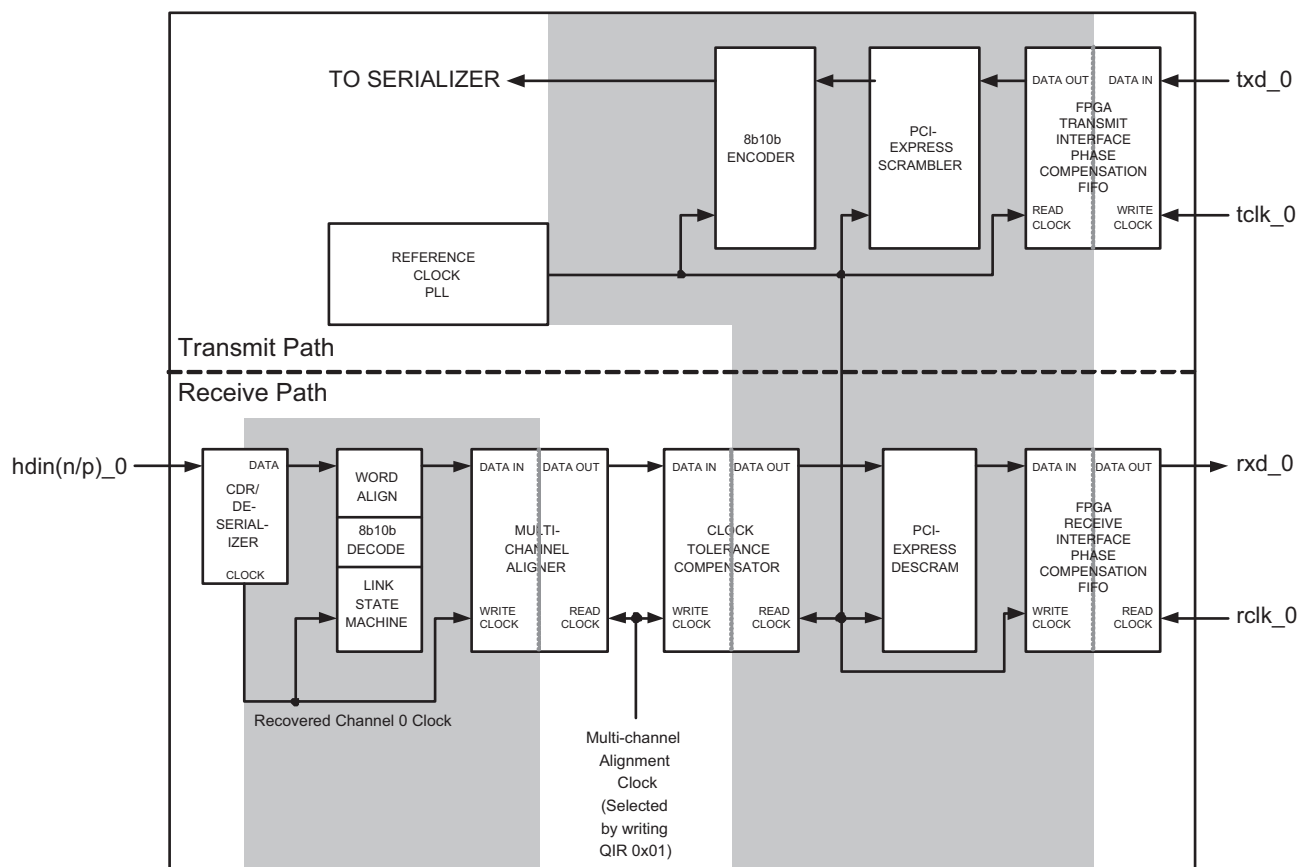 TO SERIALIZER
8b10b
ENCODER
PCI-
EXPRESS
SCRAMBLER
DATA OUT
DATA IN
FPGA
TRANSMIT
INTERFACE
PHASE
COMPENSATION
FIFO
READ
CLOCK
WRITE
CLOCK
txd_0
tclk_0
REFERENCE
CLOCK
PLL
Transmit Path
Receive Path
hdin(n/p)_0
DATA
CDR/
DE-
SERIAL-
IZER
CLOCK
WORD
ALIGN
8b10b
DECODE
LINK
STATE
MACHINE
DATA IN
DATA OUT
MULTI-
CHANNEL
ALIGNER
WRITE
CLOCK
READ
CLOCK
DATA IN
DATA OUT
CLOCK
TOLERANCE
COMPENSATOR
WRITE
CLOCK
READ
CLOCK
PCI-
EXPRESS
DESCRAM
DATA IN
DATA OUT
FPGA
RECEIVE
INTERFACE
PHASE
COMPENSATION
FIFO
WRITE
CLOCK
READ
CLOCK
rxd_0
rclk_0
Recovered Channel 0 Clock
Multi-channel
Alignment
Clock
(Selected
by writing
QIR 0x01)